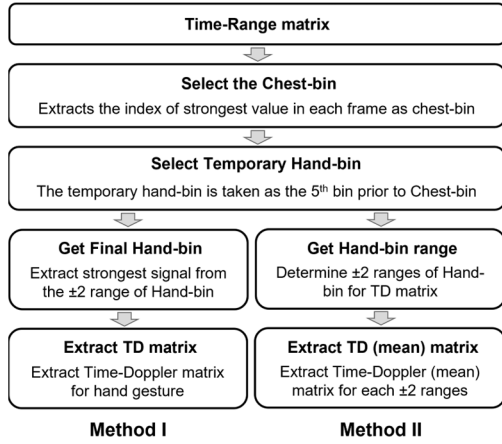 Time-Range matrix
Select the Chest-bin
Extracts the index of strongest value in each frame as chest-bin
Select Temporary Hand-bin
The temporary hand-bin is taken as the 5th bin prior to Chest-bin
Get Final Hand-bin
Extract strongest signal from
the ±2 range of Hand-bin
Get Hand-bin range
Determine ±2 ranges of Hand-
bin for TD matrix
Extract TD matrix
Extract Time-Doppler matrix
for hand gesture
Extract TD (mean) matrix
Extract Time-Doppler (mean)
matrix for each ±2 ranges
Method I
Method II